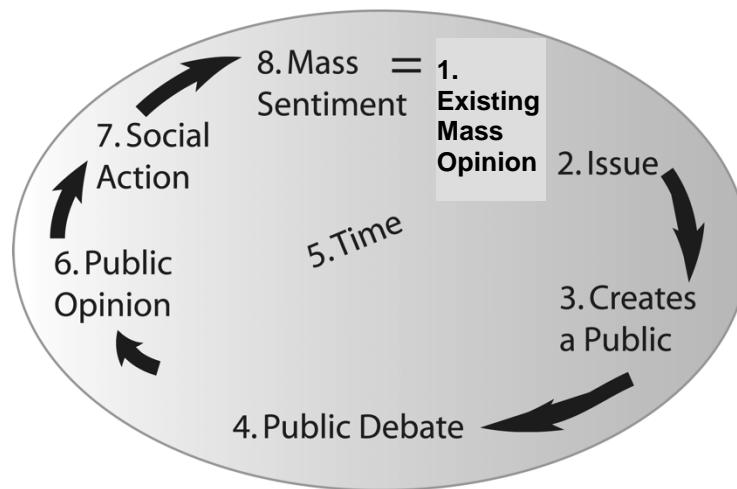 8. Mass =
Sentiment
1.
Existing
Mass
Opinion
2. Issue
3. Creates
a Public
4. Public Debate
5. Time
6. Public
Opinion
7. Social
Action